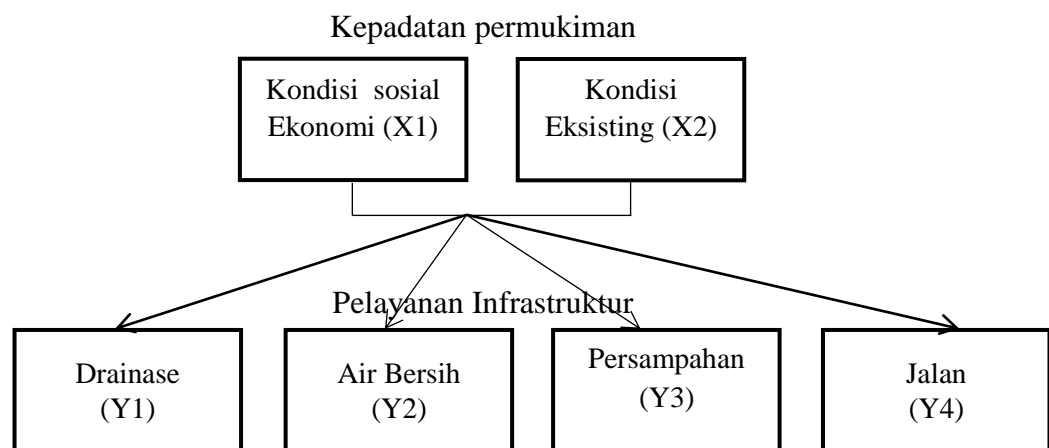 Kepadatan permukiman
Kondisi sosial
Ekonomi (X1)
Kondisi
Eksisting (X2)
Pelayanan Infrastruktur
Drainase
(Y1)
Air Bersih
(Y2)
Persampahan
(Y3)
Jalan
(Y4)